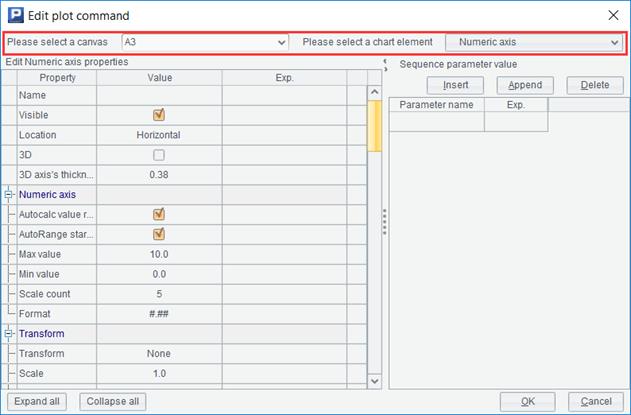 Edit plot command
Please select a canvas A3 Please select a chart element Numeric axis
Edit Numeric axis properties
Property Value Exp.
Name
Visible
Location Horizontal
3D
3D axis's thickn... 0.38
Numeric axis
Autocalc value r...
AutoRange star...
Max value 10.0
Min value 0.0
Scale count 5
Format #.##
Transform
Transform None
Scale 1.0
Sequence parameter value
Insert Append Delete
Parameter name Exp.
Expand all Collapse all OK Cancel